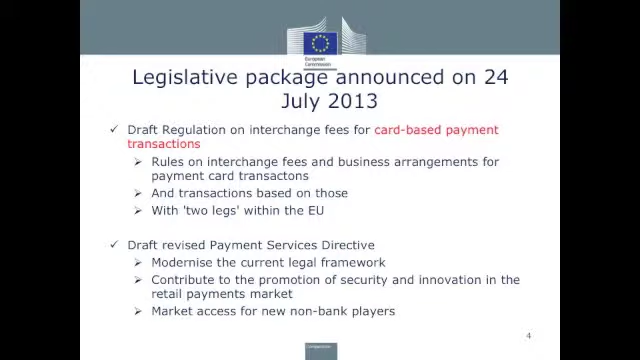 European
Commission
Legislative package announced on 24
July 2013
✓ Draft Regulation on interchange fees for card-based payment
transactions
➢ Rules on interchange fees and business arrangements for
payment card transactons
➢ And transactions based on those
➢ With 'two legs' within the EU
✓ Draft revised Payment Services Directive
➢ Modernise the current legal framework
➢ Contribute to the promotion of security and innovation in the
retail payments market
➢ Market access for new non-bank players
4